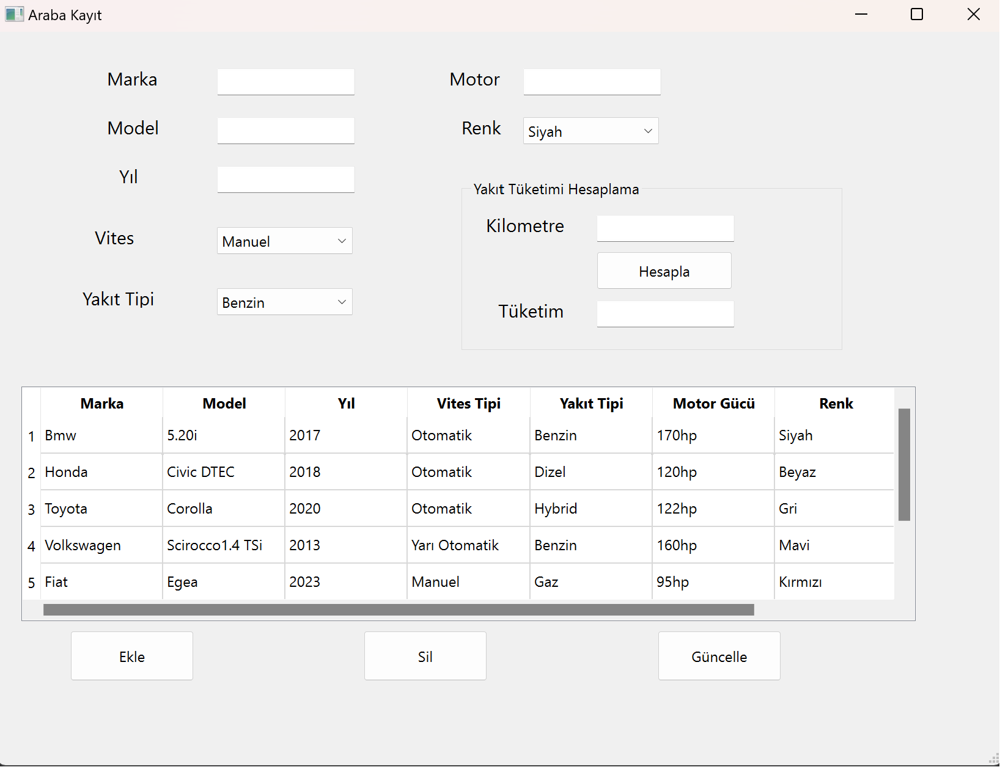 Araba Kayıt
Marka
Motor
Model
Renk
Siyah
Yıl
Yakıt Tüketimi Hesaplama
Kilometre
Vites
Manuel
Hesapla
Yakıt Tipi
Benzin
Tüketim
Marka Model Yıl Vites Tipi Yakıt Tipi Motor Gücü Renk
1 Bmw 5.20i 2017 Otomatik Benzin 170hp Siyah
2 Honda Civic DTEC 2018 Otomatik Dizel 120hp Beyaz
3 Toyota Corolla 2020 Otomatik Hybrid 122hp Gri
4 Volkswagen Scirocco1.4 TSi 2013 Yarı Otomatik Benzin 160hp Mavi
5 Fiat Egea 2023 Manuel Gaz 95hp Kırmızı
Ekle Sil Güncelle